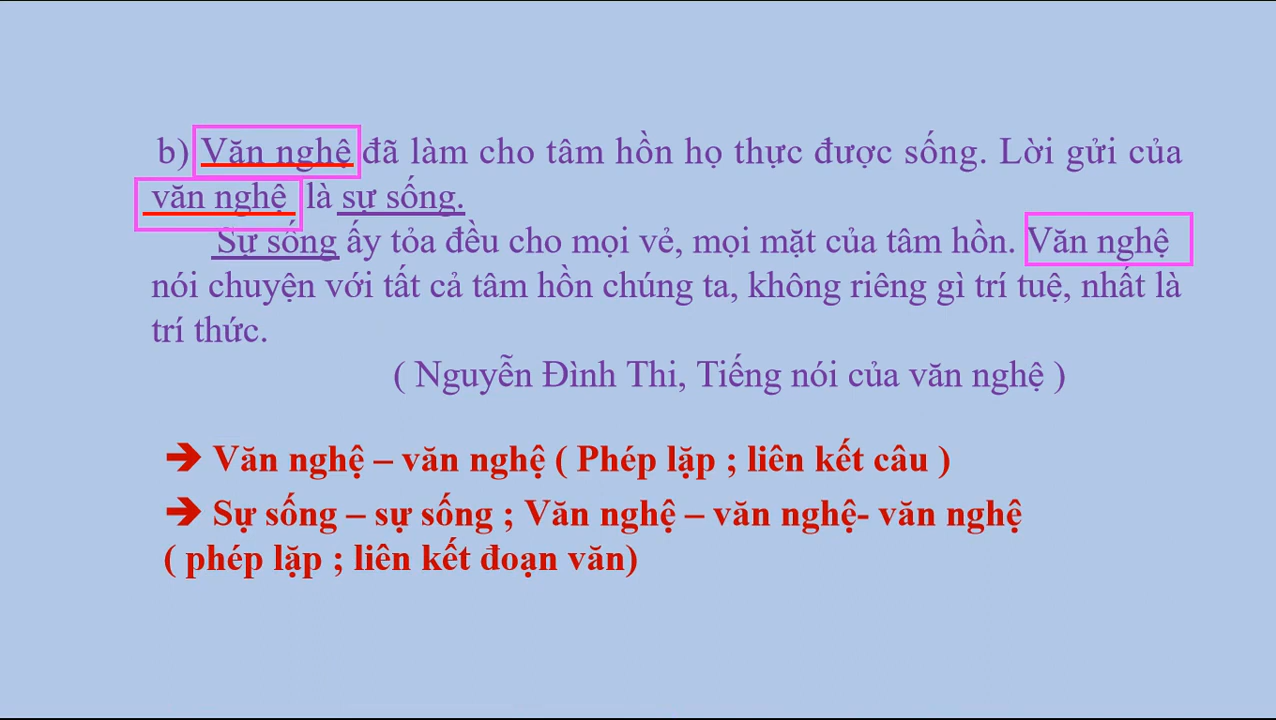 b) Văn nghệ đã làm cho tâm hồn họ thực được sống. Lời gửi của
văn nghệ là sự sống.
Sự sống ấy tỏa đều cho mọi vẻ, mọi mặt của tâm hồn. Văn nghệ
nói chuyện với tất cả tâm hồn chúng ta, không riêng gì trí tuệ, nhất là
trí thức.
( Nguyễn Đình Thi, Tiếng nói của văn nghệ )
➔ Văn nghệ – văn nghệ ( Phép lặp ; liên kết câu )
➔ Sự sống – sự sống ; Văn nghệ – văn nghệ- văn nghệ
( phép lặp ; liên kết đoạn văn)